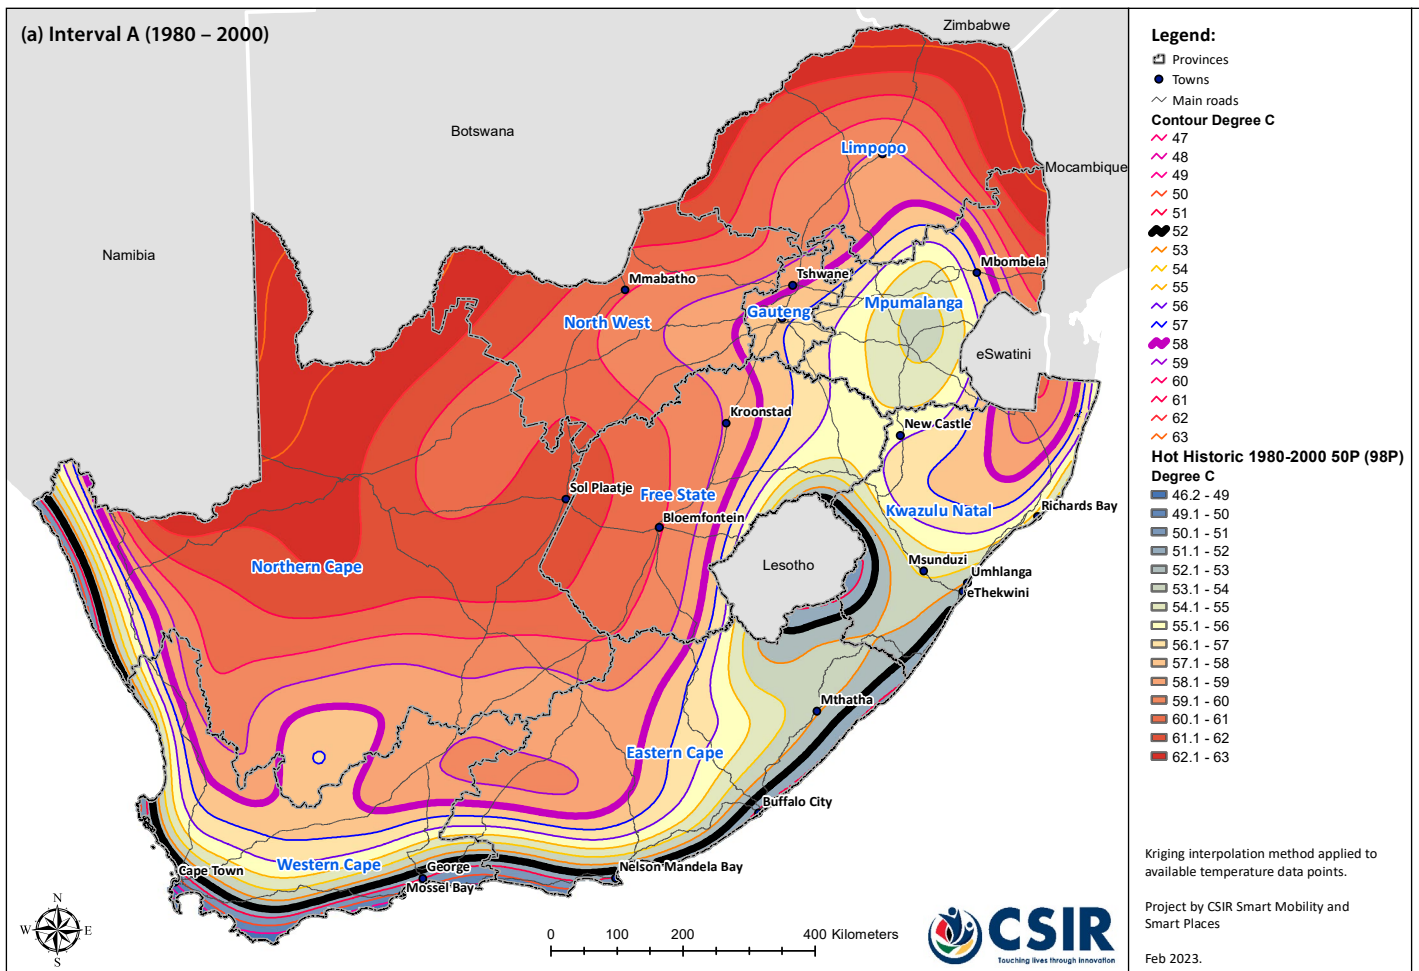 (a) Interval A (1980 – 2000)
Zimbabwe
Botswana
Mocambique
Namibia
Limpopo
Mmabatho
Tshwane
Mbombela
North West
Gauteng
Mpumalanga
eSwatini
Kroonstad
New Castle
Sol Plaatje
Free State
Bloemfontein
Kwazulu Natal
Richards Bay
Northern Cape
Lesotho
Msunduzi
Umhlanga
eThekwini
Mthatha
Eastern Cape
Buffalo City
Western Cape
Cape Town
George
Mossel Bay
Nelson Mandela Bay
N
W
E
S
0 100 200 400 Kilometers
CSIR
Touching lives through innovation
Legend:
Provinces
Towns
Main roads
Contour Degree C
47
48
49
50
51
52
53
54
55
56
57
58
59
60
61
62
63
Hot Historic 1980-2000 50P (98P)
Degree C
46.2 - 49
49.1 - 50
50.1 - 51
51.1 - 52
52.1 - 53
53.1 - 54
54.1 - 55
55.1 - 56
56.1 - 57
57.1 - 58
58.1 - 59
59.1 - 60
60.1 - 61
61.1 - 62
62.1 - 63
Kriging interpolation method applied to
available temperature data points.
Project by CSIR Smart Mobility and
Smart Places
Feb 2023.